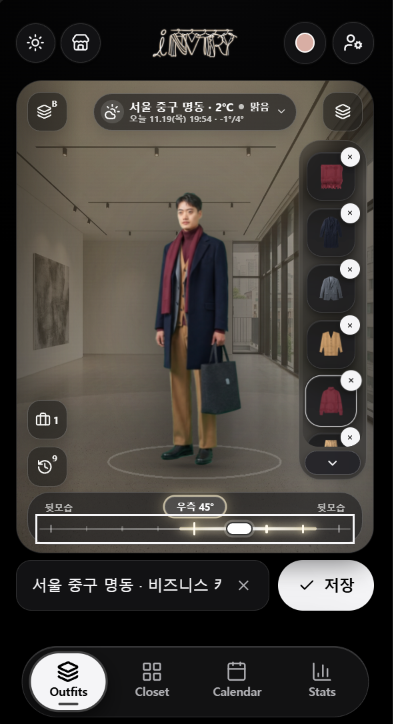 inVTRY
8
서울 중구 명동 · 2°C ● 맑음
오늘 11.19(목) 19:54 · -1°/4°
1
9
뒷모습
우측 45°
뒷모습
서울 중구 명동 · 비즈니스
저장
Outfits
Closet
Calendar
Stats